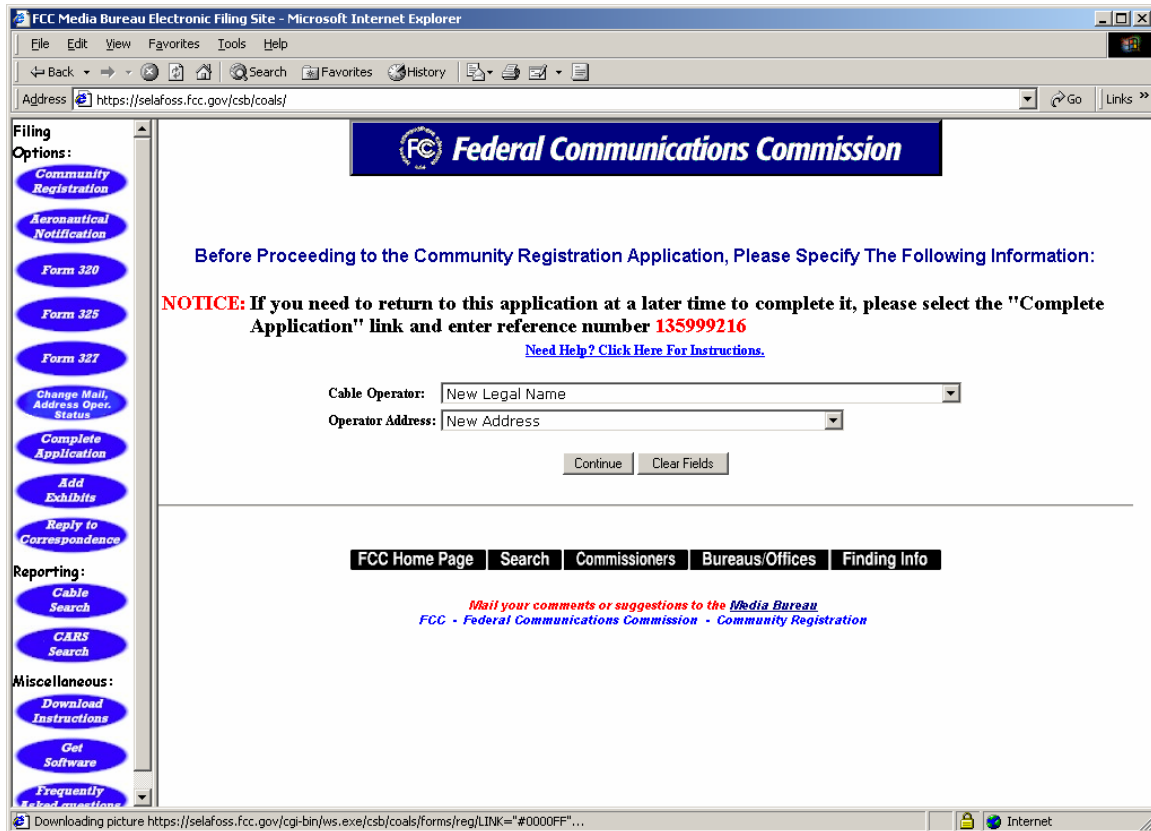 FCC Media Bureau Electronic Filing Site - Microsoft Internet Explorer
File Edit View Favorites Tools Help
Back Search Favorites History
Address https://selafoss.fcc.gov/csb/coals/ Go Links »
Filing
Options:
Community
Registration
Aeronautical
Notification
Form 320
Form 325
Form 327
Change Mail,
Address Oper.
Status
Complete
Application
Add
Exhibits
Reply to
Correspondence
Reporting:
Cable
Search
CARS
Search
Miscellaneous:
Download
Instructions
Get
Software
Frequently
Asked questions
FCC Federal Communications Commission
Before Proceeding to the Community Registration Application, Please Specify The Following Information:
NOTICE: If you need to return to this application at a later time to complete it, please select the "Complete
Application" link and enter reference number 135999216
Need Help? Click Here For Instructions.
Cable Operator: New Legal Name
Operator Address: New Address
Continue Clear Fields
FCC Home Page Search Commissioners Bureaus/Offices Finding Info
Mail your comments or suggestions to the Media Bureau
FCC - Federal Communications Commission - Community Registration
Downloading picture https://selafoss.fcc.gov/cgi-bin/ws.exe/csb/coals/forms/reg/LINK="#0000FF"... Internet